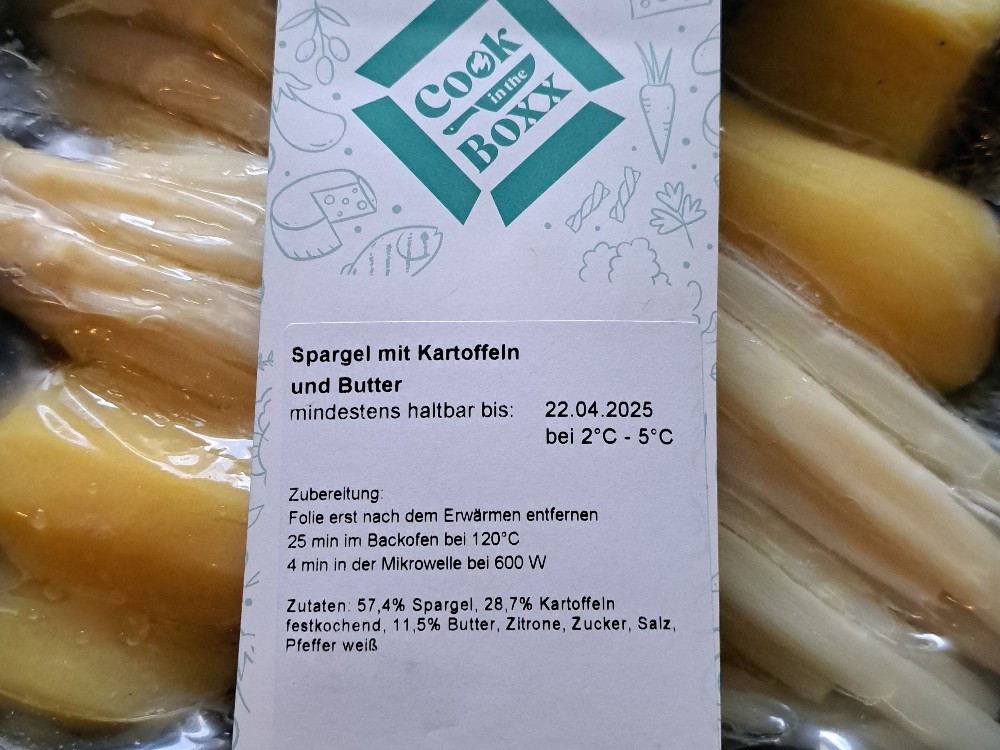 Cook
in the
BOXX
Spargel mit Kartoffeln
und Butter
mindestens haltbar bis: 22.04.2025
bei 2°C - 5°C
Zubereitung:
Folie erst nach dem Erwärmen entfernen
25 min im Backofen bei 120°C
4 min in der Mikrowelle bei 600 W
Zutaten: 57,4% Spargel, 28,7% Kartoffeln
festkochend, 11,5% Butter, Zitrone, Zucker, Salz,
Pfeffer weiß